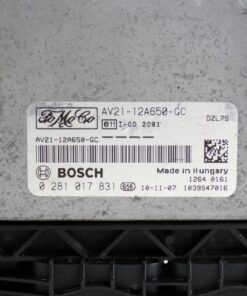 FoMoCo
AV21-12A650-GC
e11 I-00 2081
DZL7S
AV21-12A650-GC
BOSCH
Made in Hungary
1264 0161
0 281 017 831
10-11-07 1039S47016